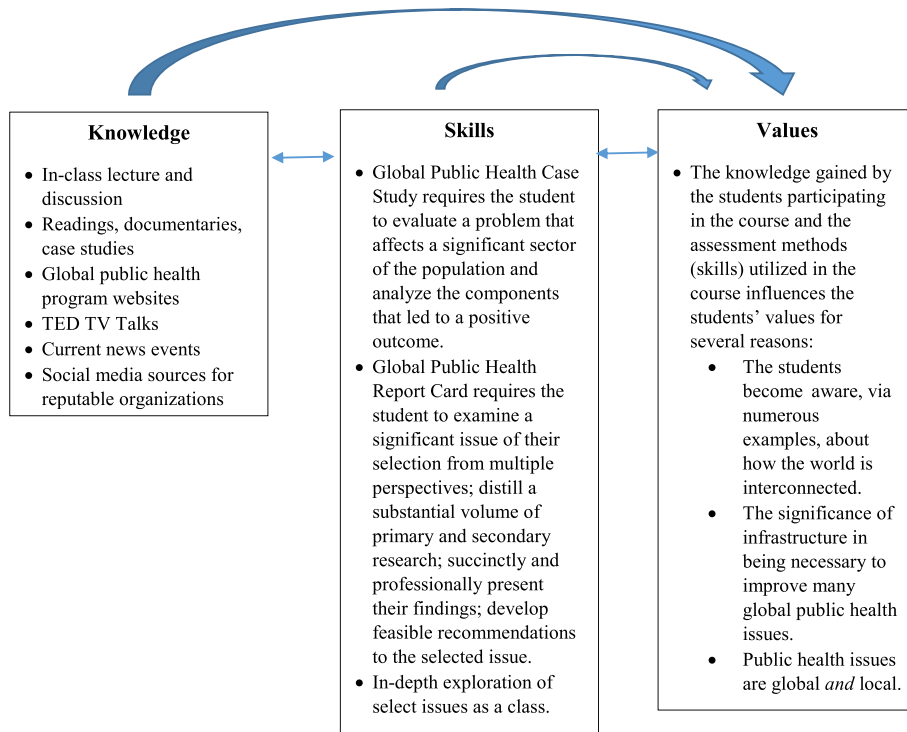 Knowledge
• In-class lecture and
discussion
• Readings, documentaries,
case studies
• Global public health
program websites
• TED TV Talks
• Current news events
• Social media sources for
reputable organizations
Skills
• Global Public Health Case
Study requires the student
to evaluate a problem that
affects a significant sector
of the population and
analyze the components
that led to a positive
outcome.
• Global Public Health
Report Card requires the
student to examine a
significant issue of their
selection from multiple
perspectives; distill a
substantial volume of
primary and secondary
research; succinctly and
professionally present
their findings; develop
feasible recommendations
to the selected issue.
• In-depth exploration of
select issues as a class.
Values
• The knowledge gained by
the students participating
in the course and the
assessment methods
(skills) utilized in the
course influences the
students’ values for
several reasons:
• The students
become aware, via
numerous
examples, about
how the world is
interconnected.
• The significance of
infrastructure in
being necessary to
improve many
global public health
issues.
• Public health issues
are global and local.